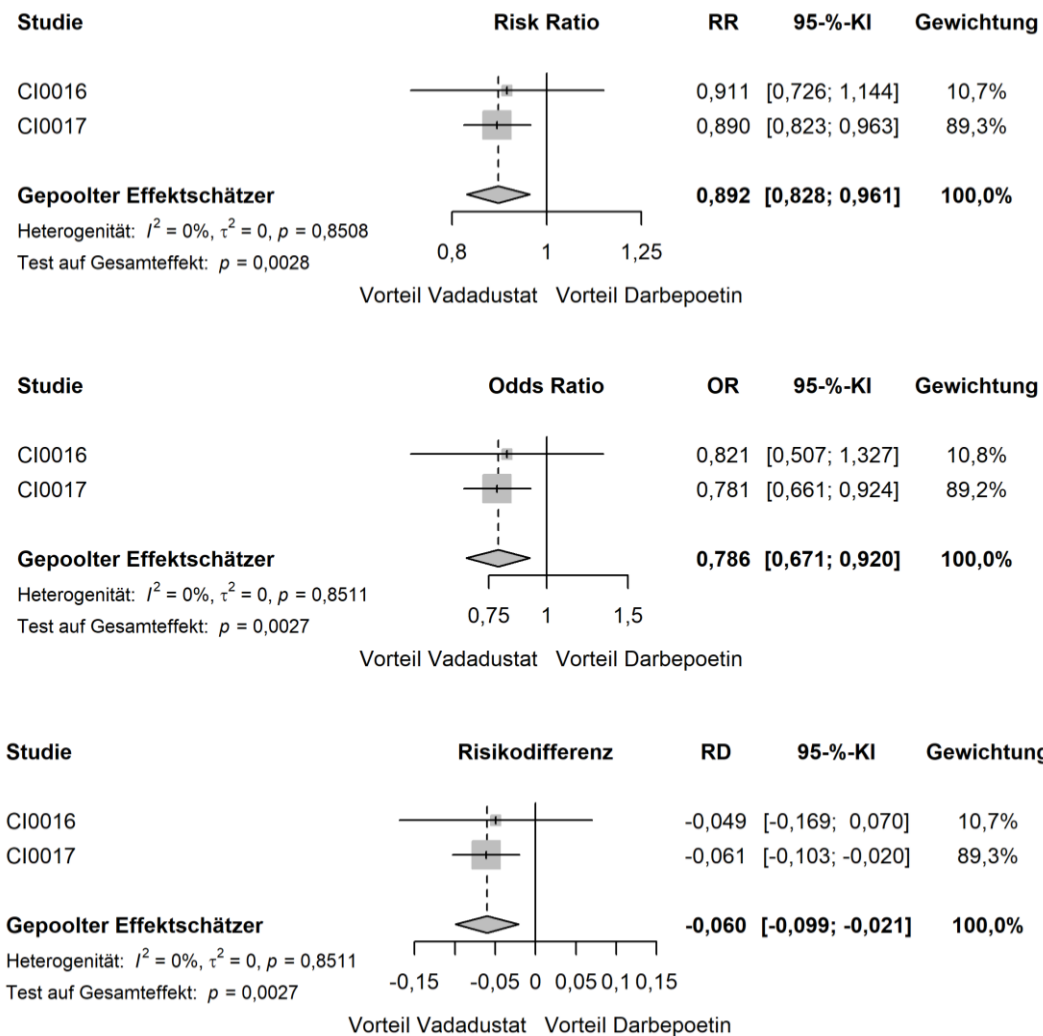 Studie Risk Ratio RR 95-%-KI Gewichtung
CI0016 0,911 [0,726; 1,144] 10,7%
CI0017 0,890 [0,823; 0,963] 89,3%
Gepoolter Effektschätzer 0,892 [0,828; 0,961] 100,0%
Heterogenität: I² = 0%, τ² = 0, p = 0,8508
Test auf Gesamteffekt: p = 0,0028
0,8 1 1,25
Vorteil Vadadustat Vorteil Darbepoetin
Studie Odds Ratio OR 95-%-KI Gewichtung
CI0016 0,821 [0,507; 1,327] 10,8%
CI0017 0,781 [0,661; 0,924] 89,2%
Gepoolter Effektschätzer 0,786 [0,671; 0,920] 100,0%
Heterogenität: I² = 0%, τ² = 0, p = 0,8511
Test auf Gesamteffekt: p = 0,0027
0,75 1 1,5
Vorteil Vadadustat Vorteil Darbepoetin
Studie Risikodifferenz RD 95-%-KI Gewichtung
CI0016 -0,049 [-0,169; 0,070] 10,7%
CI0017 -0,061 [-0,103; -0,020] 89,3%
Gepoolter Effektschätzer -0,060 [-0,099; -0,021] 100,0%
Heterogenität: I² = 0%, τ² = 0, p = 0,8511
Test auf Gesamteffekt: p = 0,0027
-0,15 -0,05 0 0,05 0,1 0,15
Vorteil Vadadustat Vorteil Darbepoetin